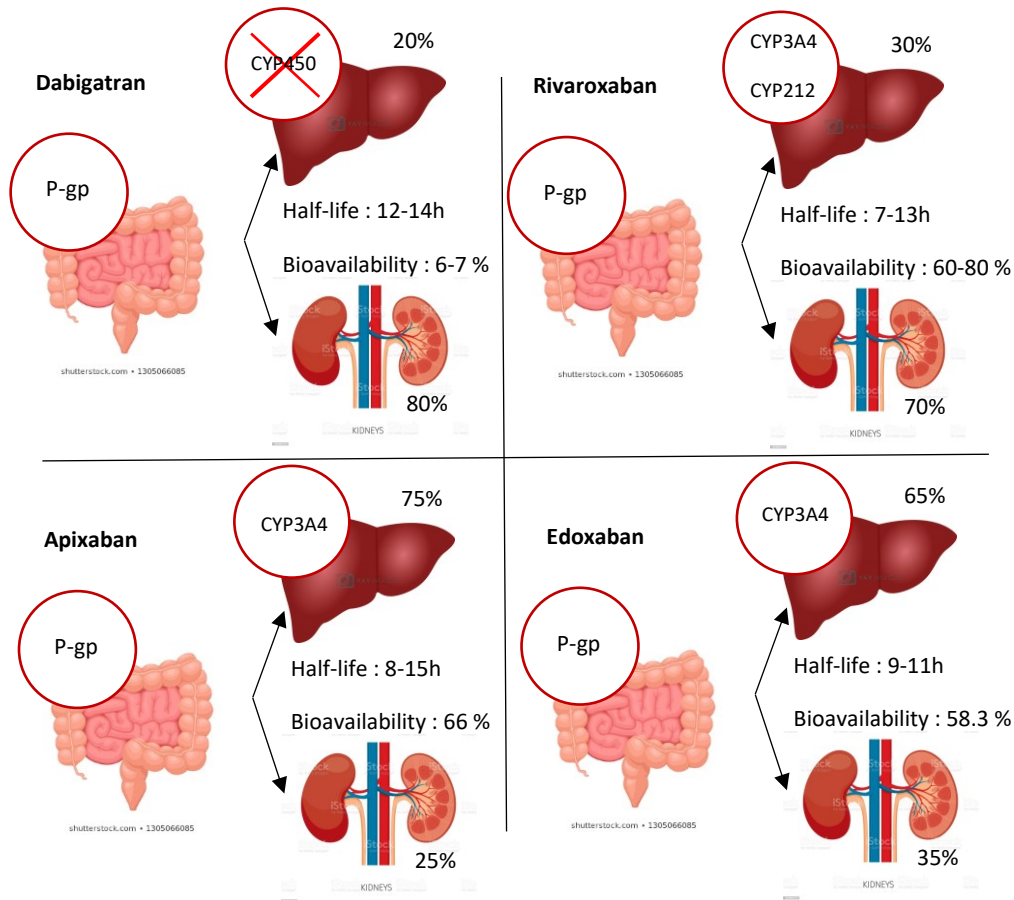 Dabigatran
CYP450
20%
P-gp
Half-life : 12-14h
Bioavailability : 6-7 %
shutterstock.com • 1305066085
80%
KIDNEYS
Rivaroxaban
CYP3A4
CYP212
30%
P-gp
Half-life : 7-13h
Bioavailability : 60-80 %
shutterstock.com • 1305066085
70%
KIDNEYS
Apixaban
CYP3A4
75%
P-gp
Half-life : 8-15h
Bioavailability : 66 %
shutterstock.com • 1305066085
25%
KIDNEYS
Edoxaban
CYP3A4
65%
P-gp
Half-life : 9-11h
Bioavailability : 58.3 %
shutterstock.com • 1305066085
35%
KIDNEYS